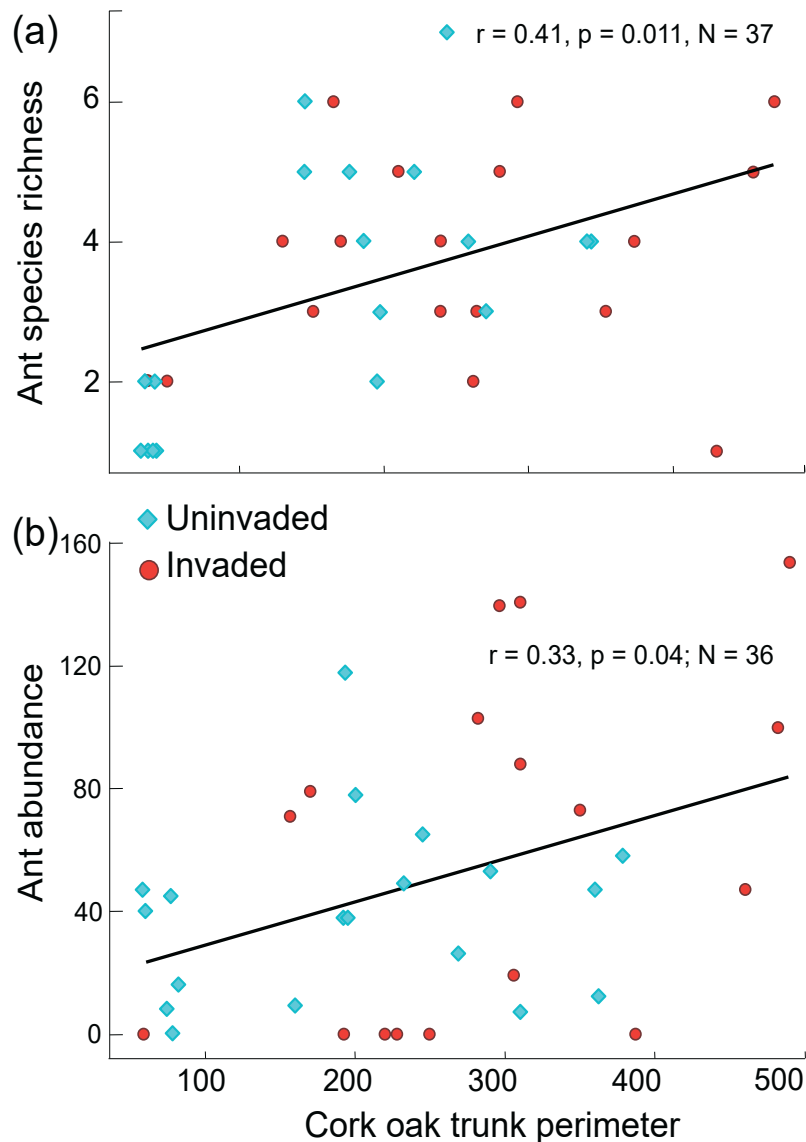 (a)
r = 0.41, p = 0.011, N = 37
Ant species richness
6
4
2
Uninvaded
Invaded
(b)
160
r = 0.33, p = 0.04; N = 36
Ant abundance
120
80
40
0
100 200 300 400 500
Cork oak trunk perimeter